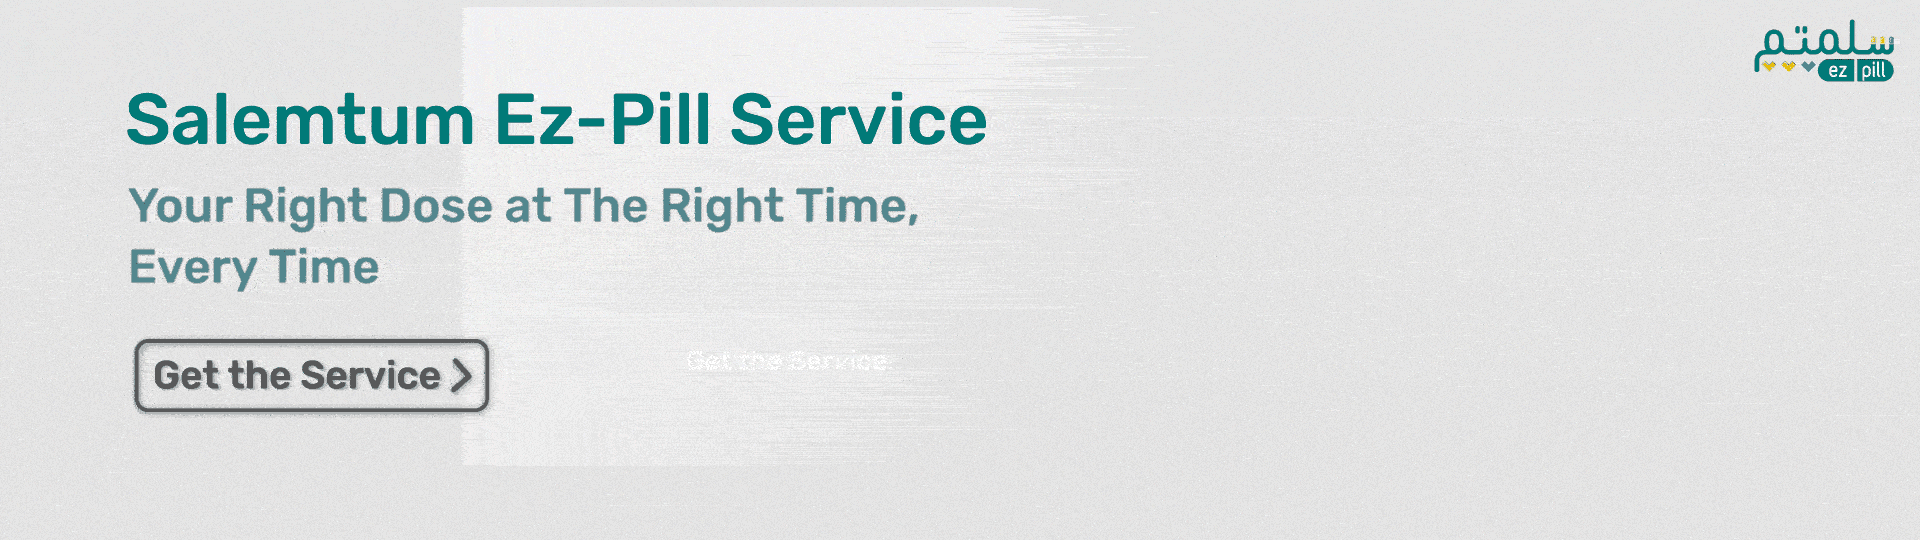 سلمتم
ez pill
Salemtum Ez-Pill Service
Your Right Dose at The Right Time,
Every Time
Get the Service
Get the Service